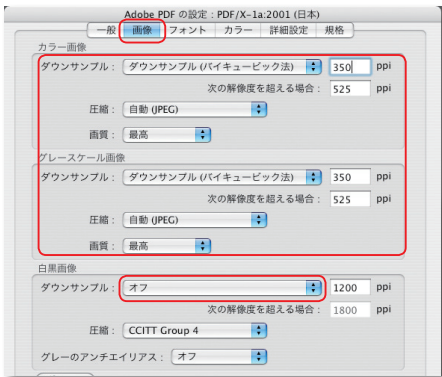 Adobe PDF の設定：PDF/X-1a:2001 (日本)
一般 画像 フォント カラー 詳細設定 規格
カラー画像
ダウンサンプル： ダウンサンプル (バイキュービック法) 350 ppi
次の解像度を超える場合： 525 ppi
圧縮： 自動 (JPEG)
画質： 最高
グレースケール画像
ダウンサンプル： ダウンサンプル (バイキュービック法) 350 ppi
次の解像度を超える場合： 525 ppi
圧縮： 自動 (JPEG)
画質： 最高
白黒画像
ダウンサンプル： オフ 1200 ppi
次の解像度を超える場合： 1800 ppi
圧縮： CCITT Group 4
グレーのアンチエイリアス： オフ